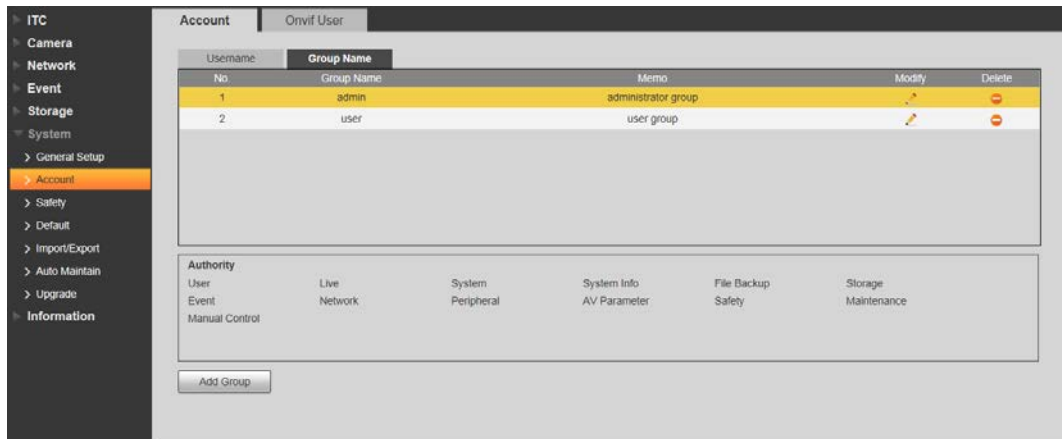 ITC
Camera
Network
Event
Storage
System
General Setup
Account
Safety
Default
Import/Export
Auto Maintain
Upgrade
Information
Account Onvif User
Username Group Name
No. Group Name Memo Modify Delete
1 admin administrator group
2 user user group
Authority
User Live System System Info File Backup Storage
Event Network Peripheral AV Parameter Safety Maintenance
Manual Control
Add Group